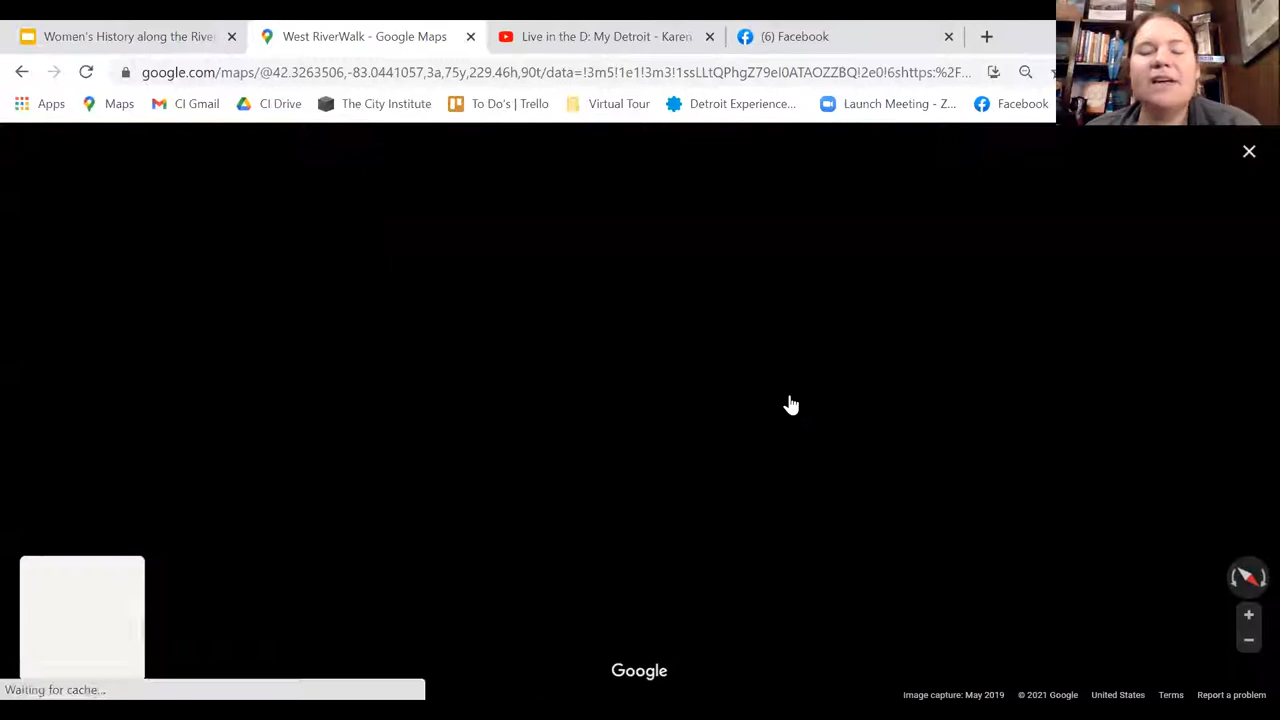 Women's History along the Rive
West RiverWalk - Google Maps
Live in the D: My Detroit - Karen
(6) Facebook
google.com/maps/@42.3263506,-83.0441057,3a,75y,229.46h,90t/data=!3m5!1e1!3m3!1ssLLtQPhgZ79eI0ATAOZZBQ!2e0!6shttps:%2F...
Apps
Maps
CI Gmail
CI Drive
The City Institute
To Do's | Trello
Virtual Tour
Detroit Experience...
Launch Meeting - Z...
Facebook
Google
Waiting for cache...
Image capture: May 2019 © 2021 Google United States Terms Report a problem